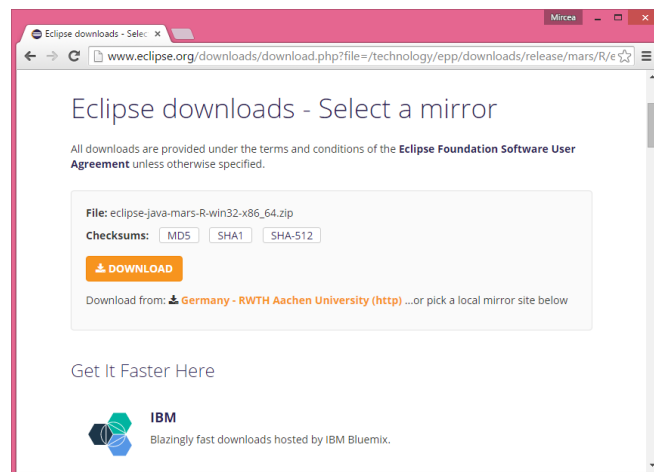 Mircea
Eclipse downloads - Selec
www.eclipse.org/downloads/download.php?file=/technology/epp/downloads/release/mars/R/e
Eclipse downloads - Select a mirror
All downloads are provided under the terms and conditions of the Eclipse Foundation Software User
Agreement unless otherwise specified.
File: eclipse-java-mars-R-win32-x86_64.zip
Checksums: MD5 SHA1 SHA-512
DOWNLOAD
Download from: Germany - RWTH Aachen University (http) ...or pick a local mirror site below
Get It Faster Here
IBM
Blazingly fast downloads hosted by IBM Bluemix.